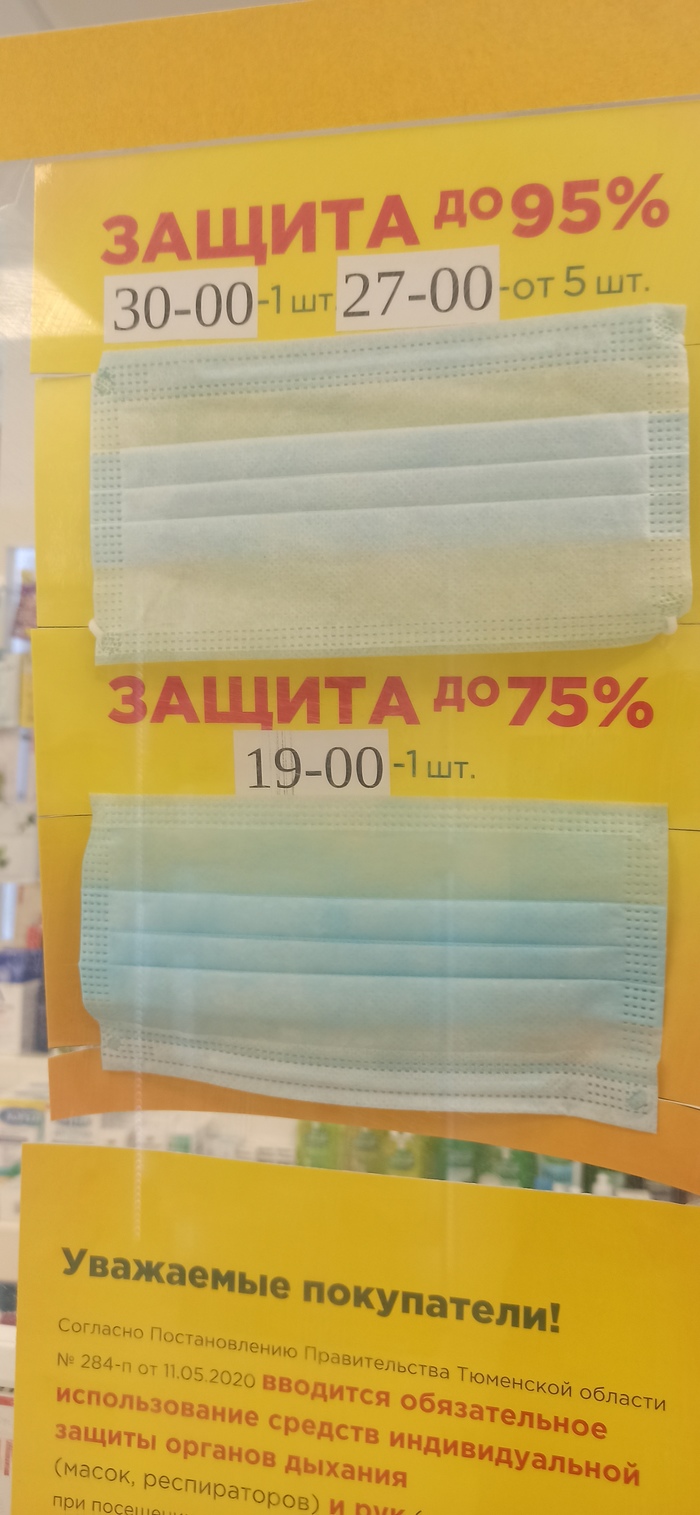 ЗАЩИТА ДО 95%
30-00-1 шт. 27-00-от 5 шт.
ЗАЩИТА ДО 75%
19-00-1 шт.
Уважаемые покупатели!
Согласно Постановлению Правительства Тюменской области
№ 284-п от 11.05.2020 вводится обязательное
использование средств индивидуальной
защиты органов дыхания
(масок, респираторов) и рук (
при